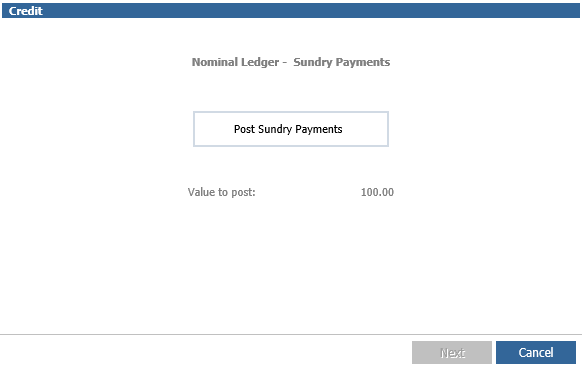 Credit
Nominal Ledger -  Sundry Payments
Post Sundry Payments
Value to post: 100.00
Next Cancel